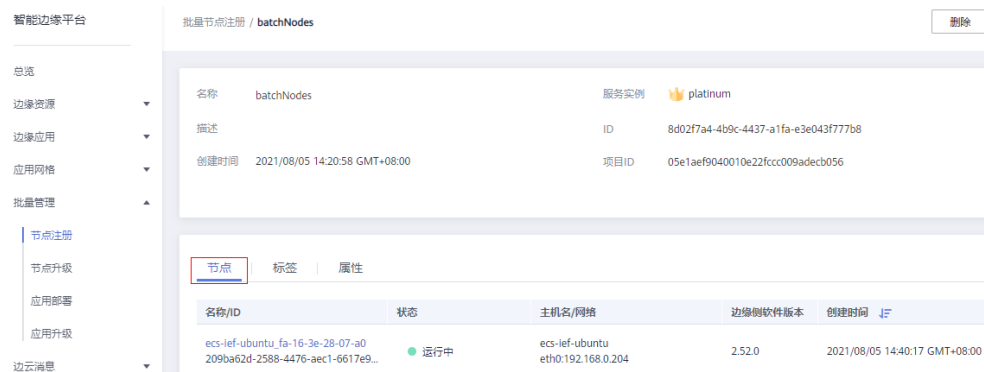 智能边缘平台
总览
边缘资源
边缘应用
应用网格
批量管理
节点注册
节点升级
应用部署
应用升级
边云消息
批量节点注册 / batchNodes
删除
名称 batchNodes
服务实例 platinum
描述
ID 8d02f7a4-4b9c-4437-a1fa-e3e043f777b8
创建时间 2021/08/05 14:20:58 GMT+08:00
项目ID 05e1aef9040010e22fccc009adecb056
节点 标签 属性
名称/ID 状态 主机名/网络 边缘侧软件版本 创建时间
ecs-ief-ubuntu_fa-16-3e-28-07-a0 运行中 ecs-ief-ubuntu 2.52.0 2021/08/05 14:40:17 GMT+08:00
209ba62d-2588-4476-aec1-6617e9... eth0:192.168.0.204